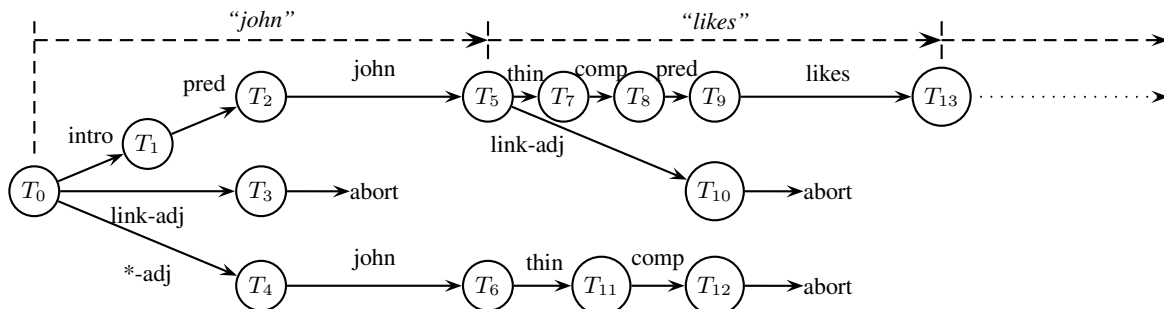 “john” “likes”
john thin comp pred likes
pred
T2 T5 T7 T8 T9 T13
intro T1
link-adj
T0 T3 abort T10 abort
link-adj
*-adj john thin comp
T4 T6 T11 T12 abort